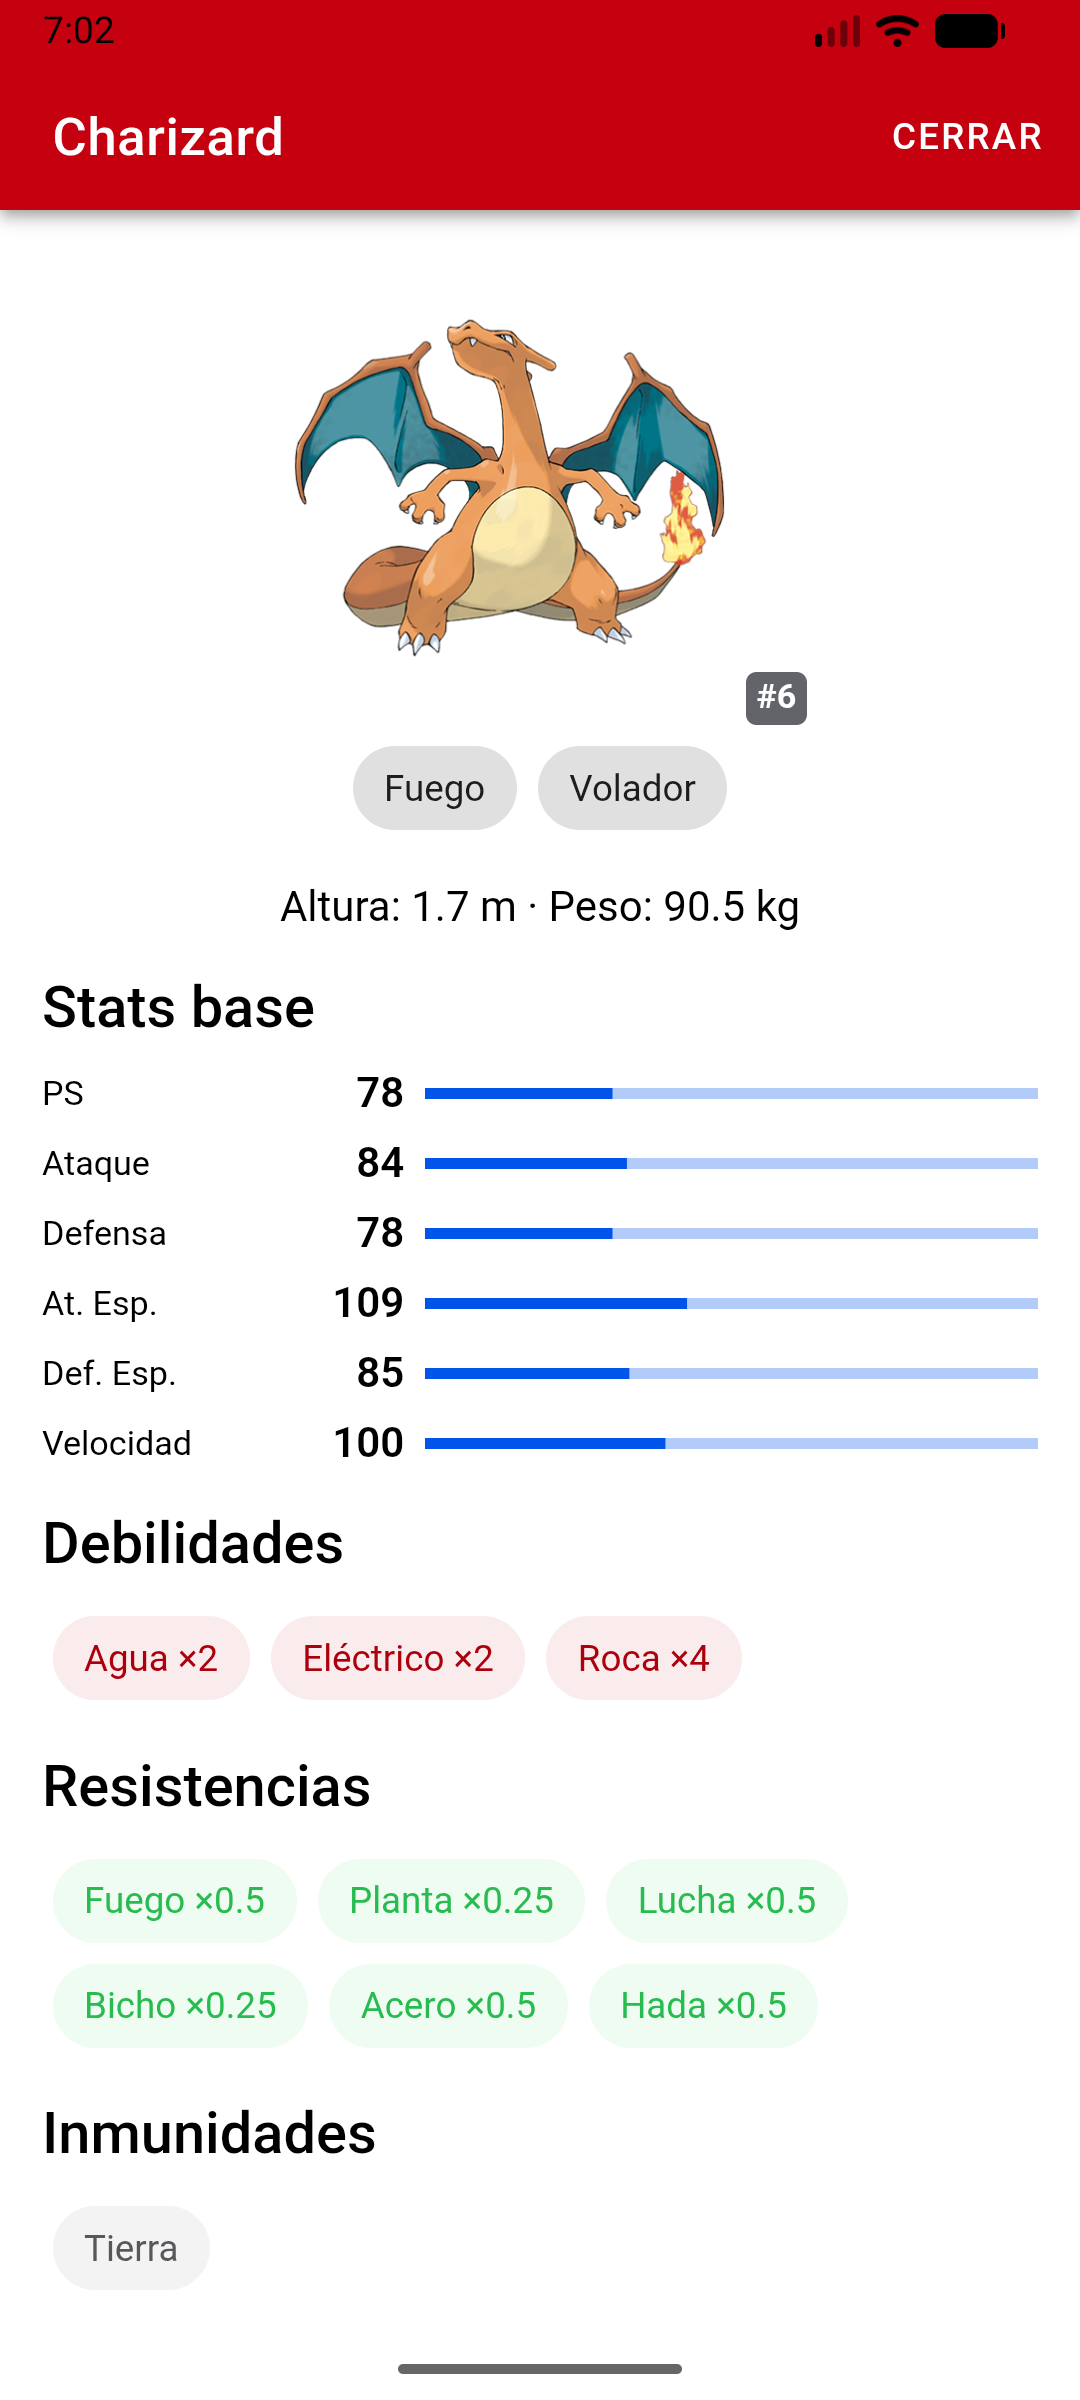 7:02
Charizard CERRAR
#6
Fuego Volador
Altura: 1.7 m · Peso: 90.5 kg
Stats base
PS 78
Ataque 84
Defensa 78
At. Esp. 109
Def. Esp. 85
Velocidad 100
Debilidades
Agua ×2 Eléctrico ×2 Roca ×4
Resistencias
Fuego ×0.5 Planta ×0.25 Lucha ×0.5
Bicho ×0.25 Acero ×0.5 Hada ×0.5
Inmunidades
Tierra